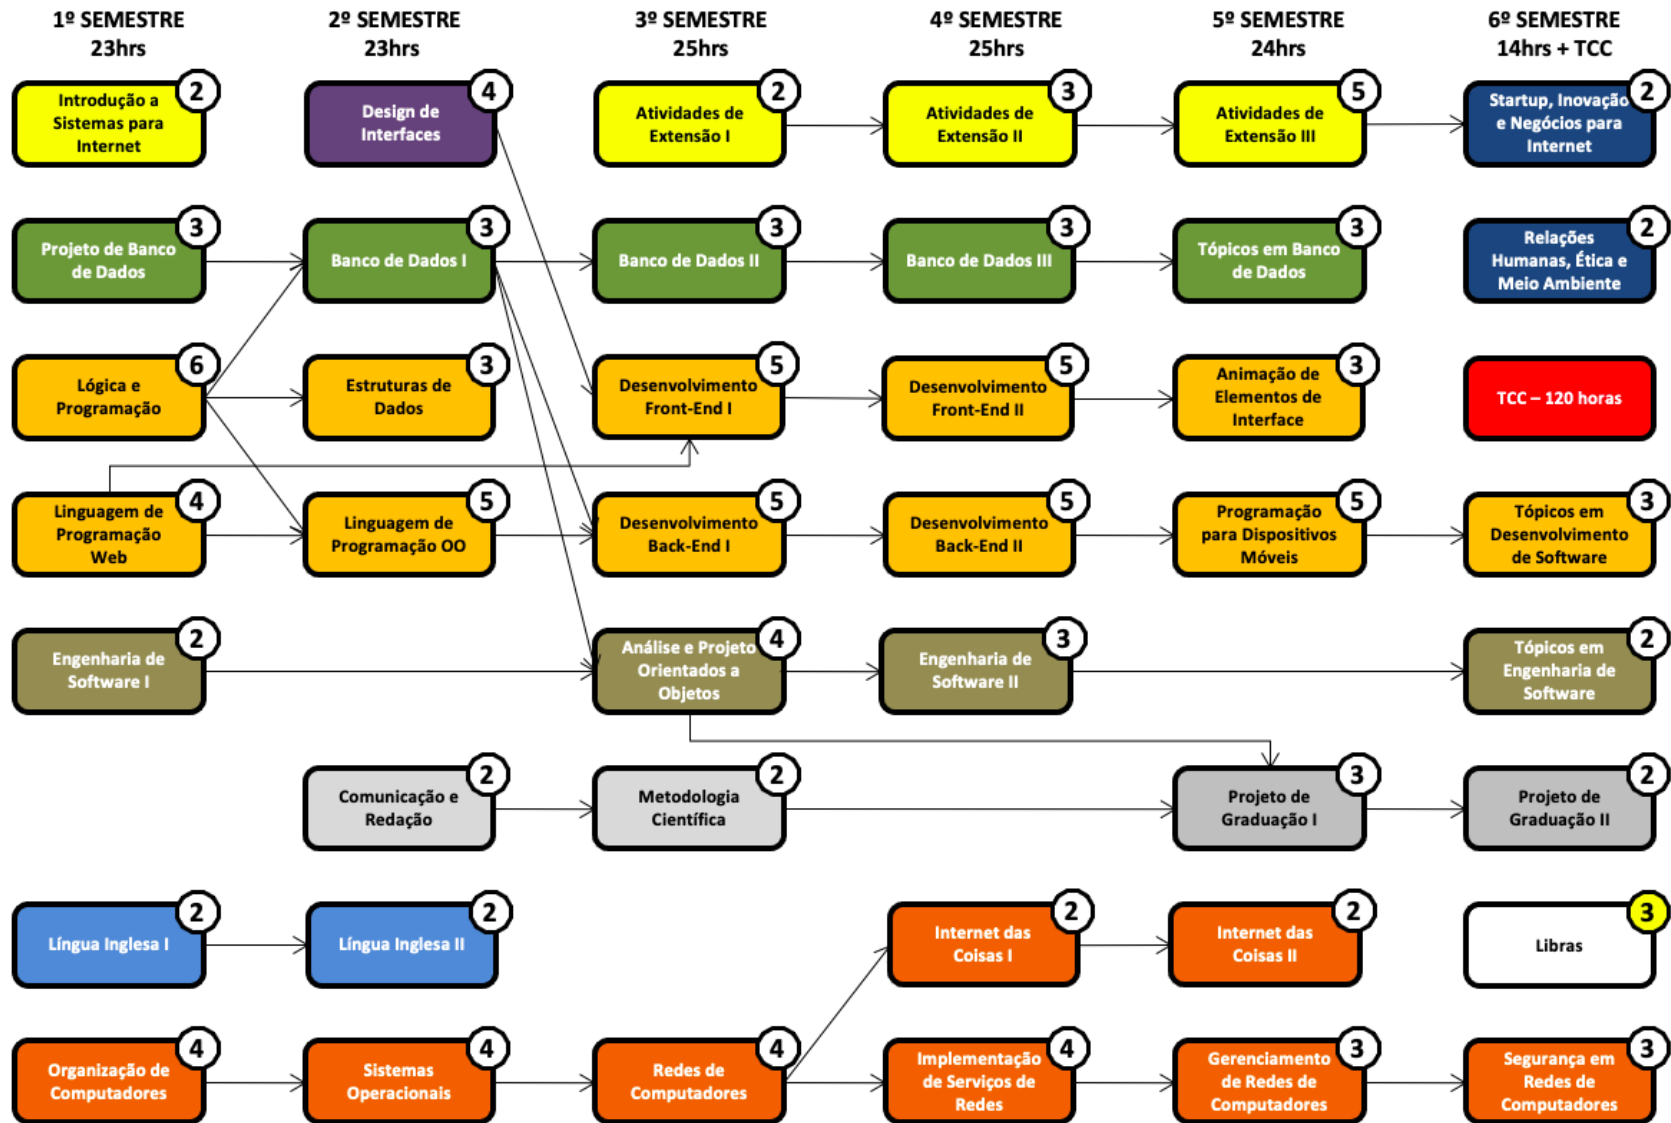 1º SEMESTRE
23hrs
2º SEMESTRE
23hrs
3º SEMESTRE
25hrs
4º SEMESTRE
25hrs
5º SEMESTRE
24hrs
6º SEMESTRE
14hrs + TCC
2
Introdução a
Sistemas para
Internet
4
Design de
Interfaces
2
Atividades de
Extensão I
3
Atividades de
Extensão II
5
Atividades de
Extensão III
2
Startup, Inovação
e Negócios para
Internet
3
Projeto de Banco
de Dados
3
Banco de Dados I
3
Banco de Dados II
3
Banco de Dados III
3
Tópicos em Banco
de Dados
2
Relações
Humanas, Ética e
Meio Ambiente
6
Lógica e
Programação
3
Estruturas de
Dados
5
Desenvolvimento
Front-End I
5
Desenvolvimento
Front-End II
3
Animação de
Elementos de
Interface
TCC – 120 horas
4
Linguagem de
Programação
Web
5
Linguagem de
Programação OO
5
Desenvolvimento
Back-End I
5
Desenvolvimento
Back-End II
5
Programação
para Dispositivos
Móveis
3
Tópicos em
Desenvolvimento
de Software
2
Engenharia de
Software I
4
Análise e Projeto
Orientados a
Objetos
3
Engenharia de
Software II
2
Tópicos em
Engenharia de
Software
2
Comunicação e
Redação
2
Metodologia
Científica
3
Projeto de
Graduação I
2
Projeto de
Graduação II
2
Língua Inglesa I
2
Língua Inglesa II
2
Internet das
Coisas I
2
Internet das
Coisas II
3
Libras
4
Organização de
Computadores
4
Sistemas
Operacionais
4
Redes de
Computadores
4
Implementação
de Serviços de
Redes
3
Gerenciamento
de Redes de
Computadores
3
Segurança em
Redes de
Computadores